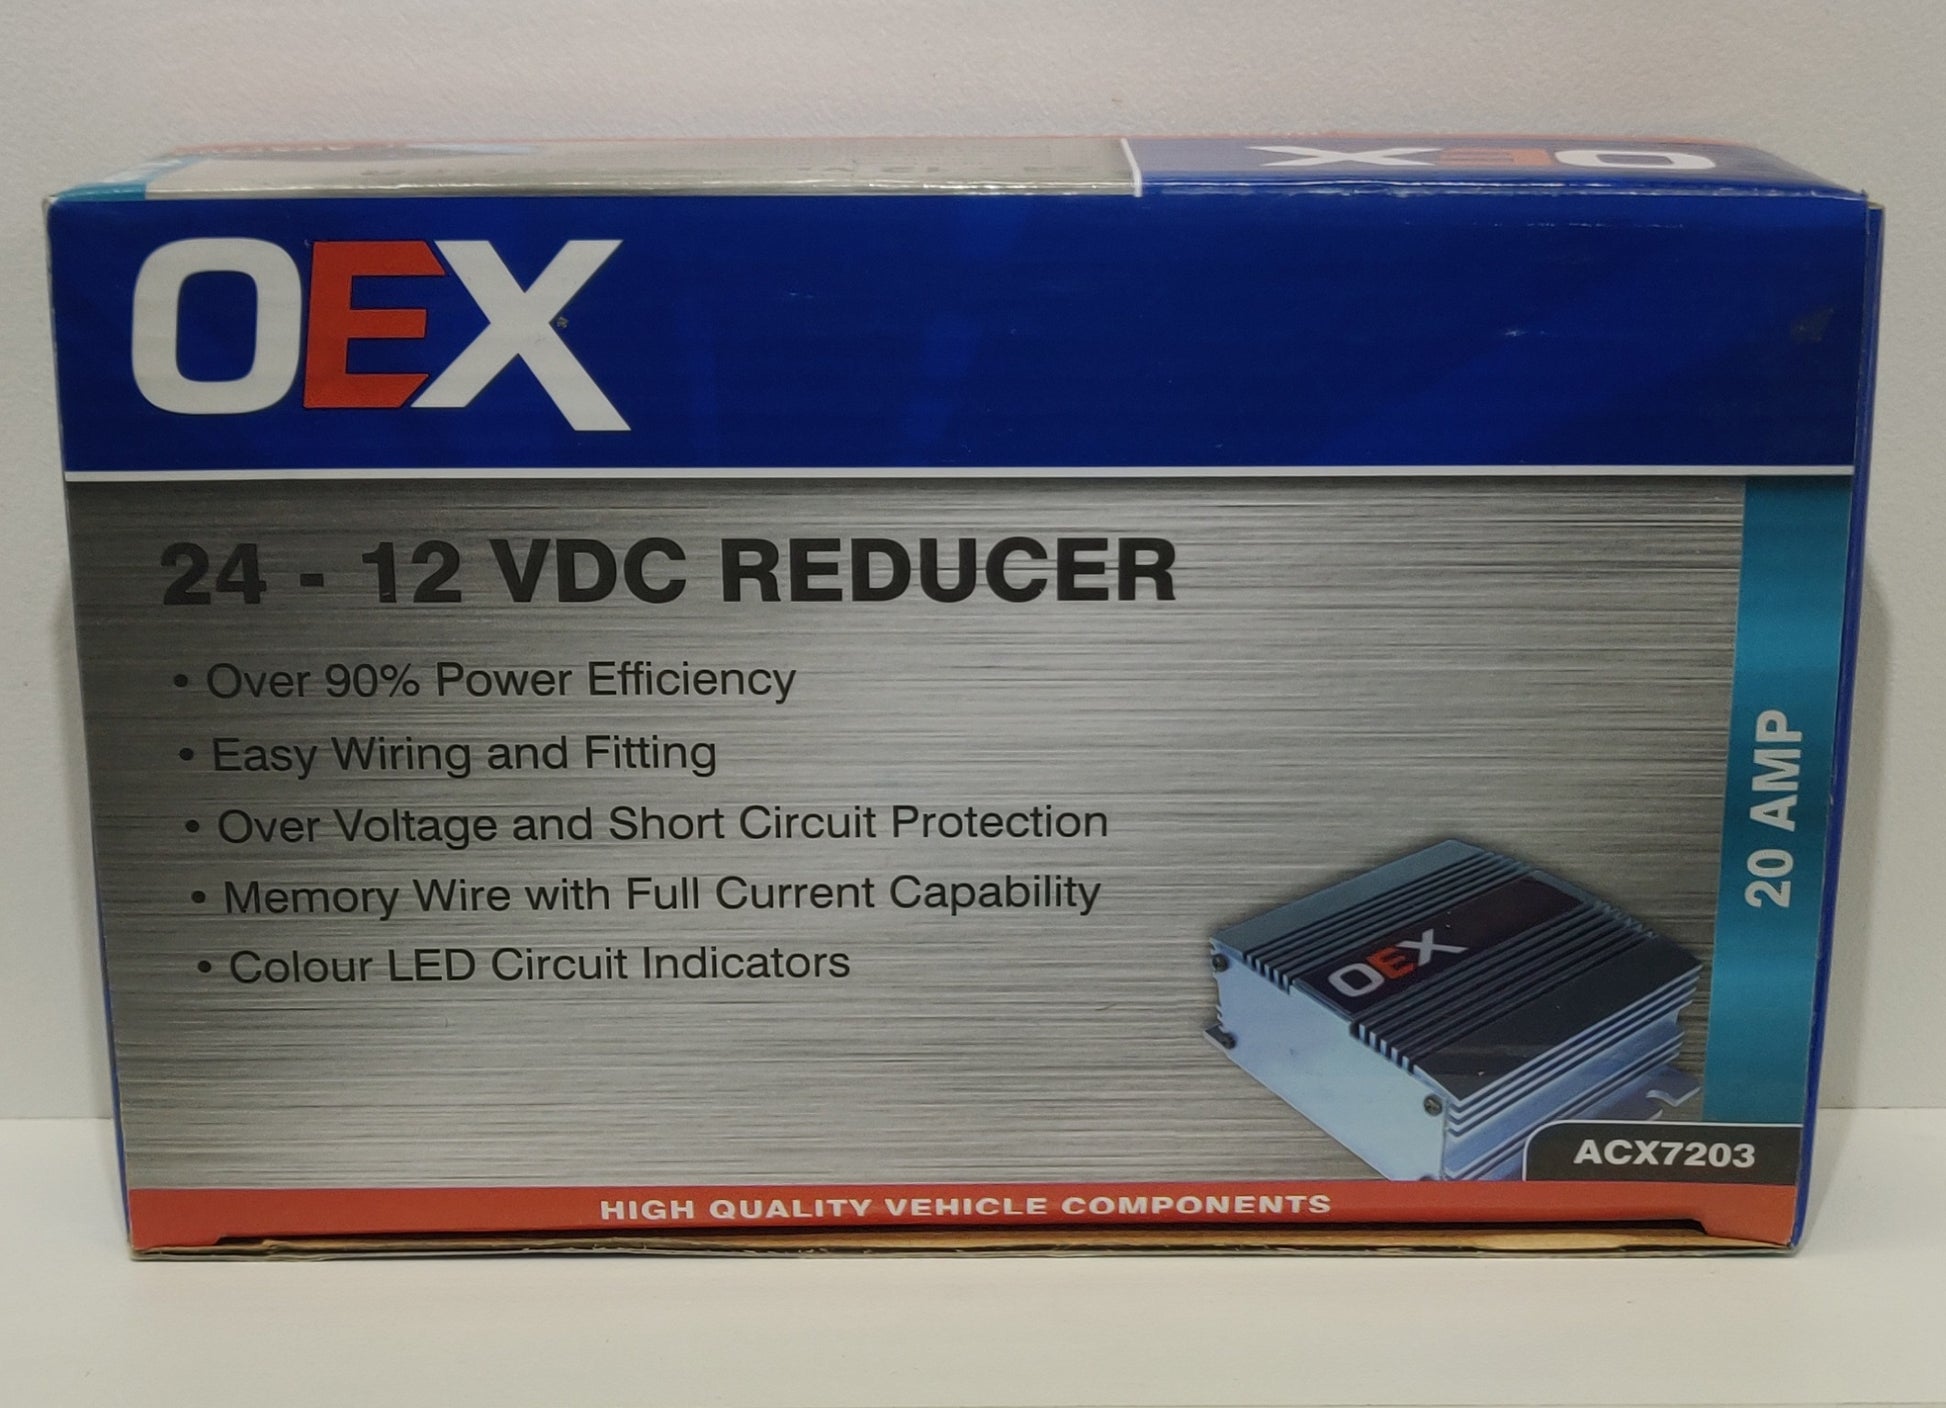 OEX
OEX
24 - 12 VDC REDUCER
• Over 90% Power Efficiency
• Easy Wiring and Fitting
• Over Voltage and Short Circuit Protection
• Memory Wire with Full Current Capability
• Colour LED Circuit Indicators
20 AMP
OEX
ACX7203
HIGH QUALITY VEHICLE COMPONENTS